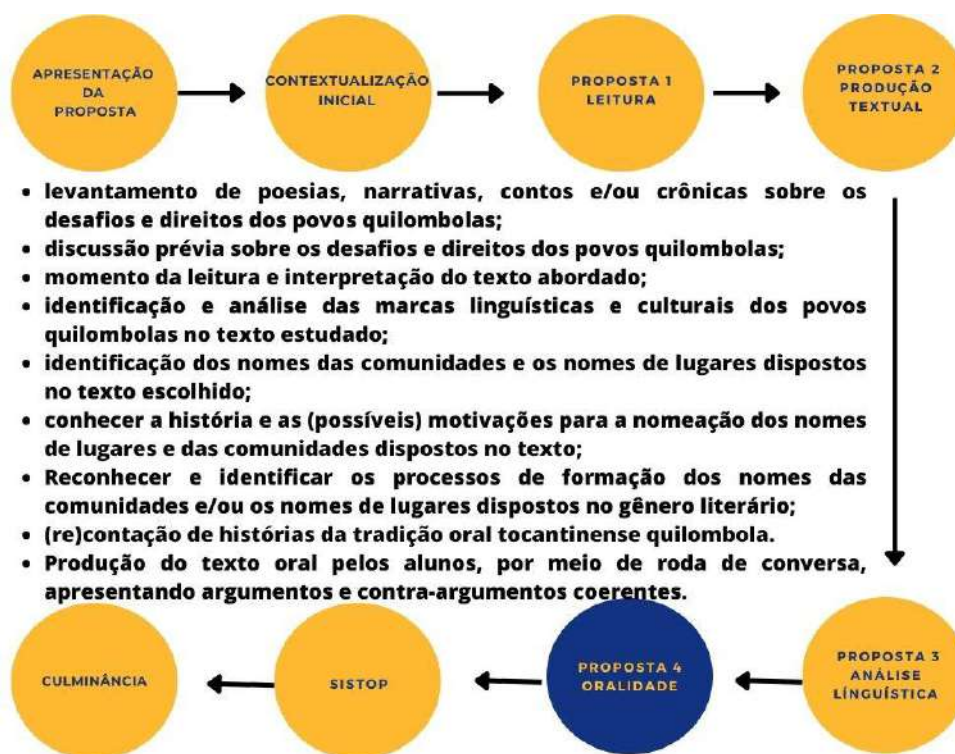 APRESENTAÇÃO
DA
PROPOSTA
CONTEXTUALIZAÇÃO
INICIAL
PROPOSTA 1
LEITURA
PROPOSTA 2
PRODUÇÃO
TEXTUAL
• levantamento de poesias, narrativas, contos e/ou crônicas sobre os
desafios e direitos dos povos quilombolas;
• discussão prévia sobre os desafios e direitos dos povos quilombolas;
• momento da leitura e interpretação do texto abordado;
• identificação e análise das marcas linguísticas e culturais dos povos
quilombolas no texto estudado;
• identificação dos nomes das comunidades e os nomes de lugares dispostos
no texto escolhido;
• conhecer a história e as (possíveis) motivações para a nomeação dos nomes
de lugares e das comunidades dispostos no texto;
• Reconhecer e identificar os processos de formação dos nomes das
comunidades e/ou os nomes de lugares dispostos no gênero literário;
• (re)contação de histórias da tradição oral tocantinense quilombola.
• Produção do texto oral pelos alunos, por meio de roda de conversa,
apresentando argumentos e contra-argumentos coerentes.
CULMINÂNCIA
SISTOP
PROPOSTA 4
ORALIDADE
PROPOSTA 3
ANÁLISE
LÍNGUÍSTICA